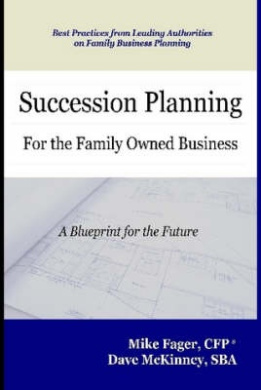 Best Practices from Leading Authorities
on Family Business Planning
Succession Planning
For the Family Owned Business
A Blueprint for the Future
Mike Fager, CFP®
Dave McKinney, SBA